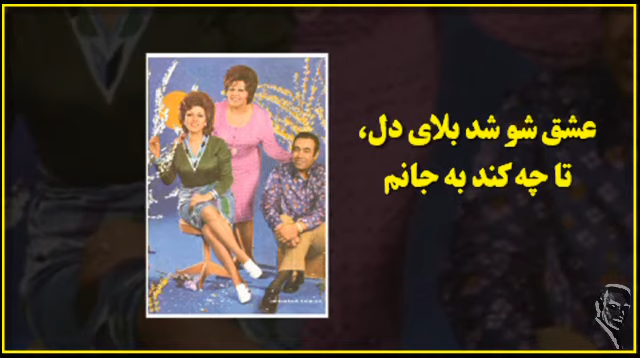 عشق شو شد بلای دل،
تا چه کند به جانم